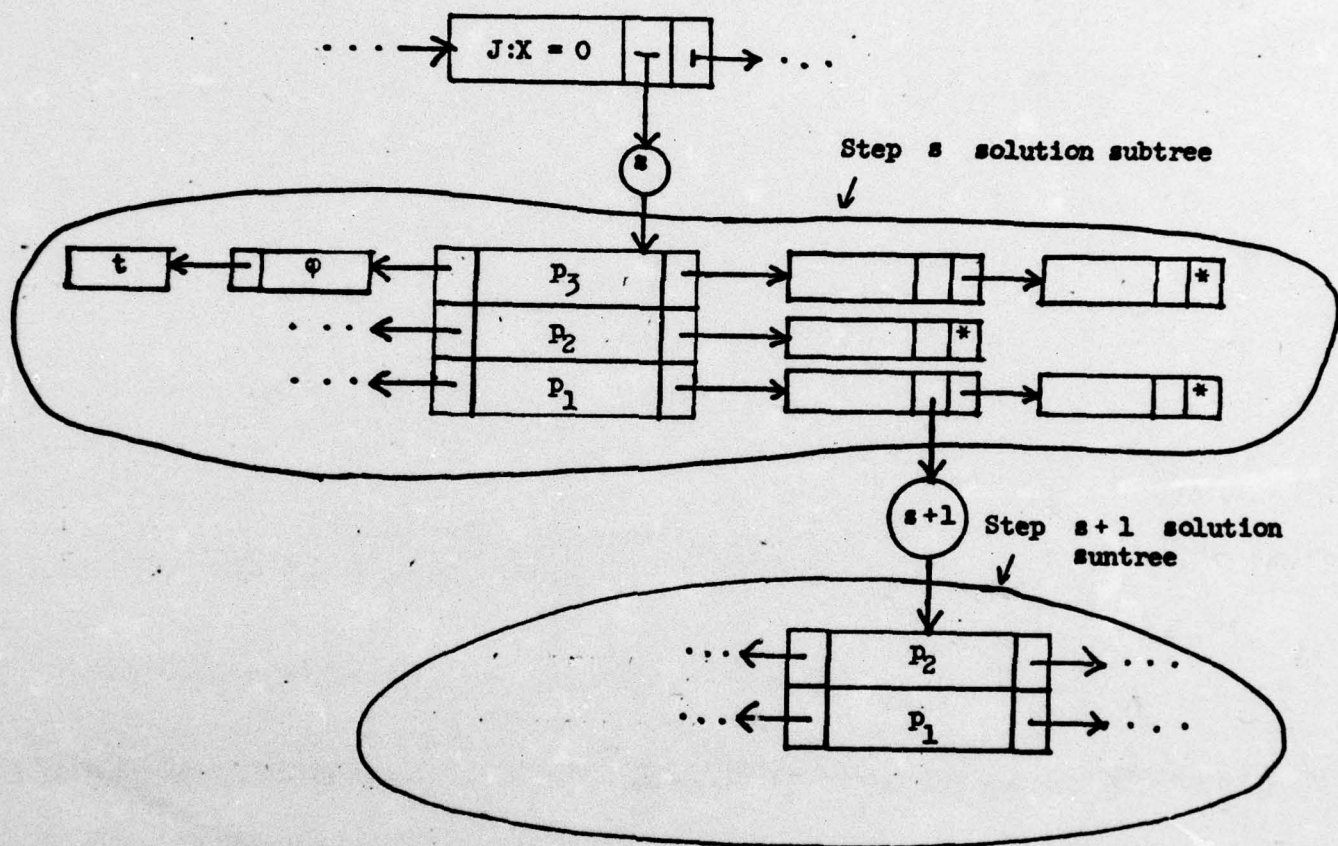 · · · J:X = 0 · · ·
s
Step s solution subtree
t φ p₃ *
· · · p₂ *
· · · p₁ *
s+1
Step s+1 solution
suntree
· · · p₂ · · ·
· · · p₁ · · ·